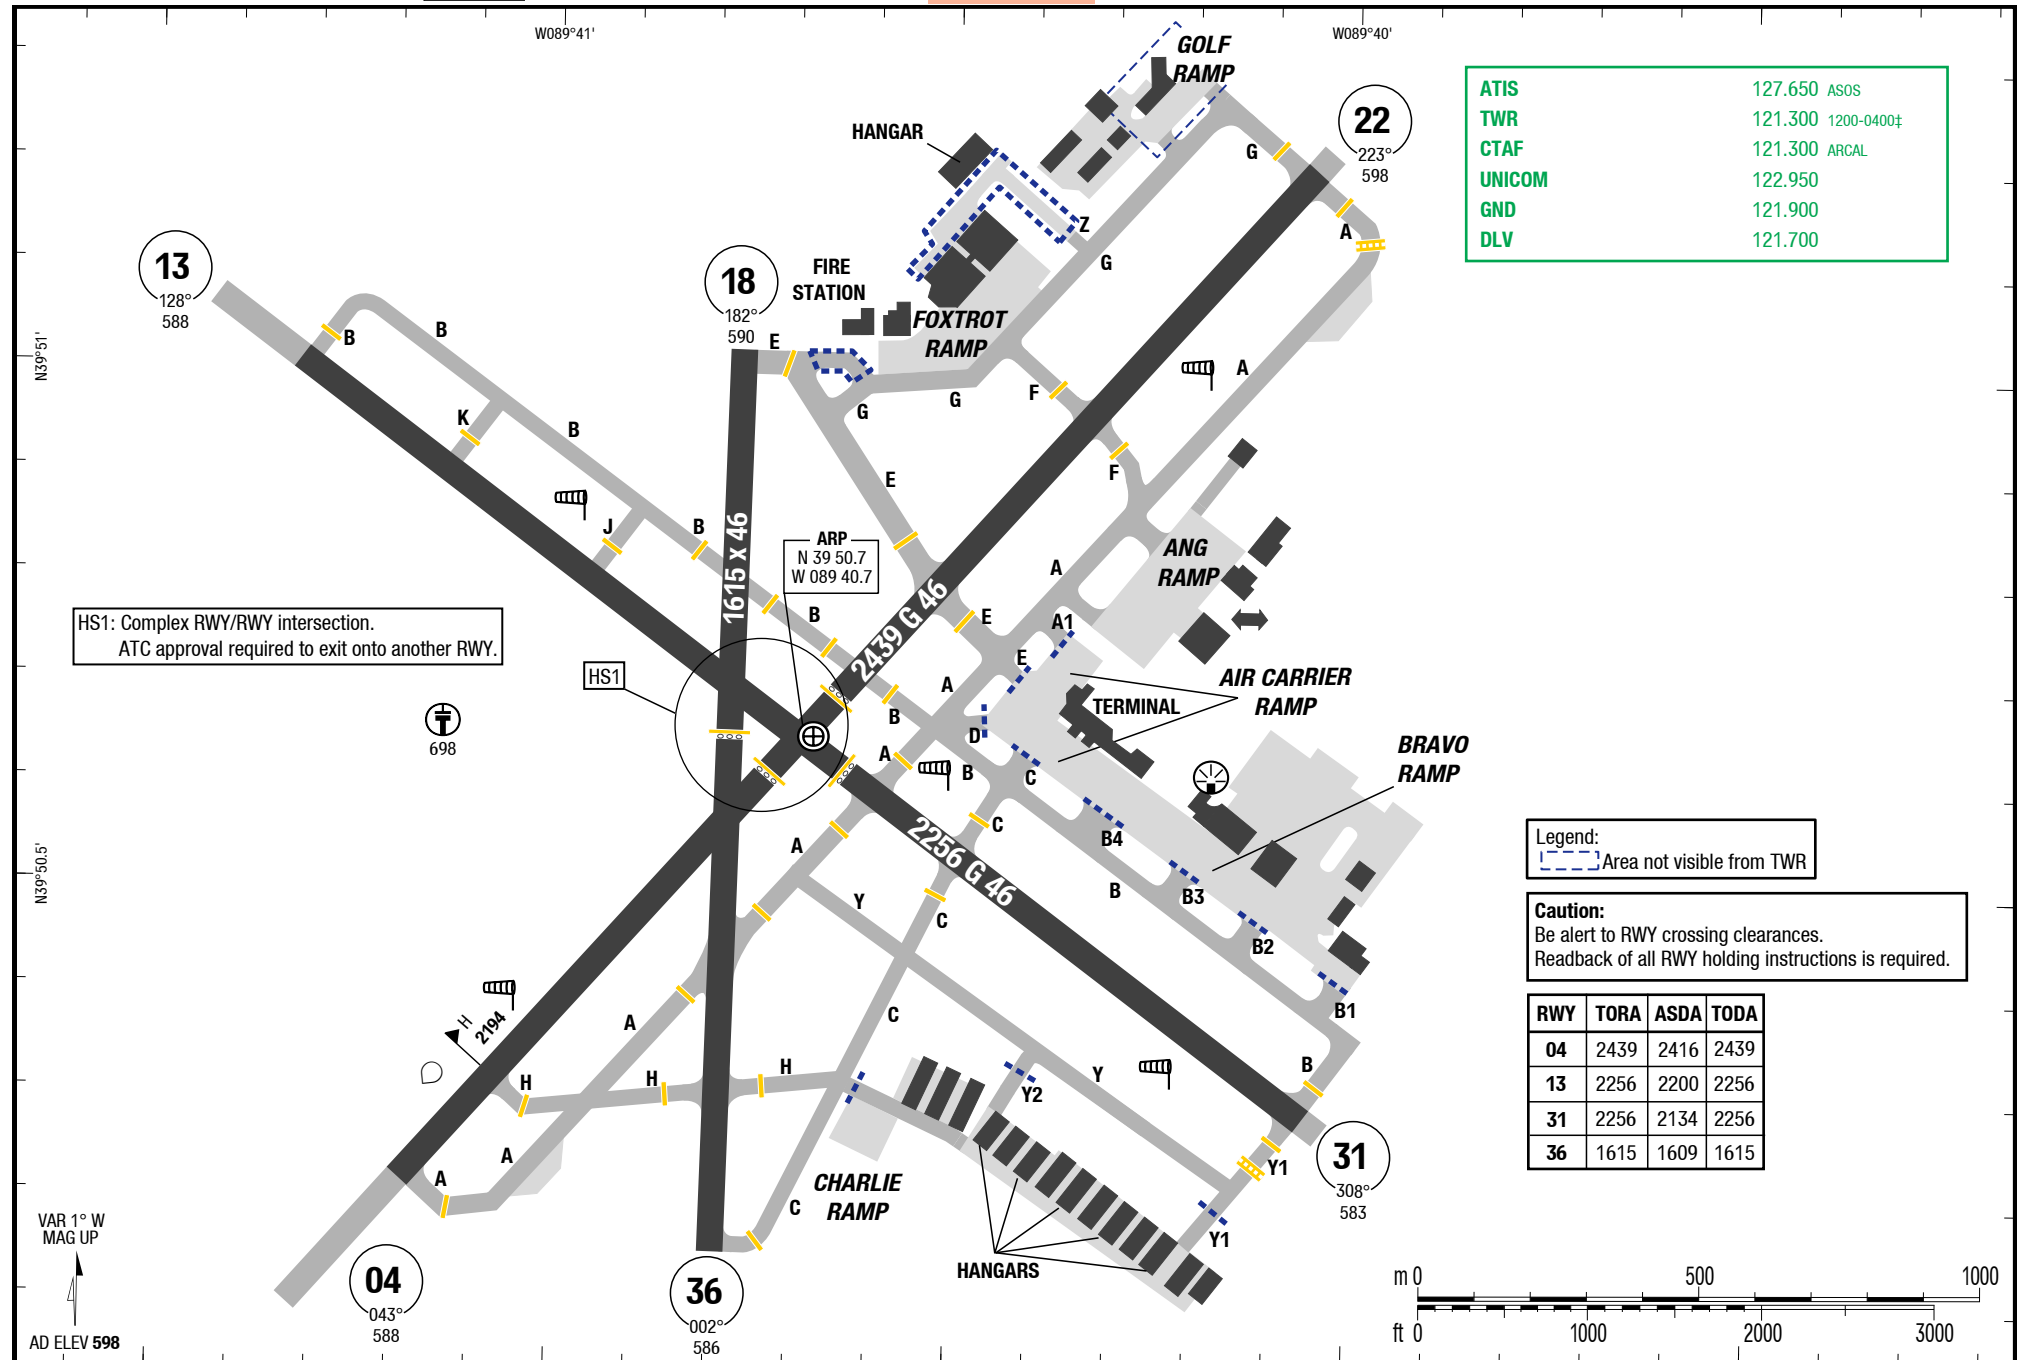 W089°41'
W089°40'
GOLF
RAMP
ATIS 127.650 ASOS
TWR 121.300 1200-0400‡
CTAF 121.300 ARCAL
UNICOM 122.950
GND 121.900
DLV 121.700
22
223°
598
HANGAR
G
A
Z
G
13
128°
588
18
182°
590
FIRE
STATION
FOXTROT
RAMP
B
B
E
N39°51'
A
F
G
G
K
B
F
E
J
B
1615 x 46
ARP
N 39 50.7
W 089 40.7
ANG
RAMP
A
2439 G 46
HS1: Complex RWY/RWY intersection.
ATC approval required to exit onto another RWY.
B
E
A1
E
HS1
A
AIR CARRIER
RAMP
TERMINAL
698
B
D
BRAVO
RAMP
A
B
C
C
B4
2256 G 46
A
N39°50.5'
Legend:
Area not visible from TWR
B
B3
Y
C
B2
Caution:
Be alert to RWY crossing clearances.
Readback of all RWY holding instructions is required.
B1
H
2194
A
C
RWY TORA ASDA TODA
04 2439 2416 2439
13 2256 2200 2256
31 2256 2134 2256
36 1615 1609 1615
H
H
H
B
Y
Y2
A
A
Y1
31
308°
583
CHARLIE
RAMP
C
Y1
HANGARS
VAR 1° W
MAG UP
AD ELEV 598
04
043°
588
36
002°
586
m 0 500 1000
ft 0 1000 2000 3000